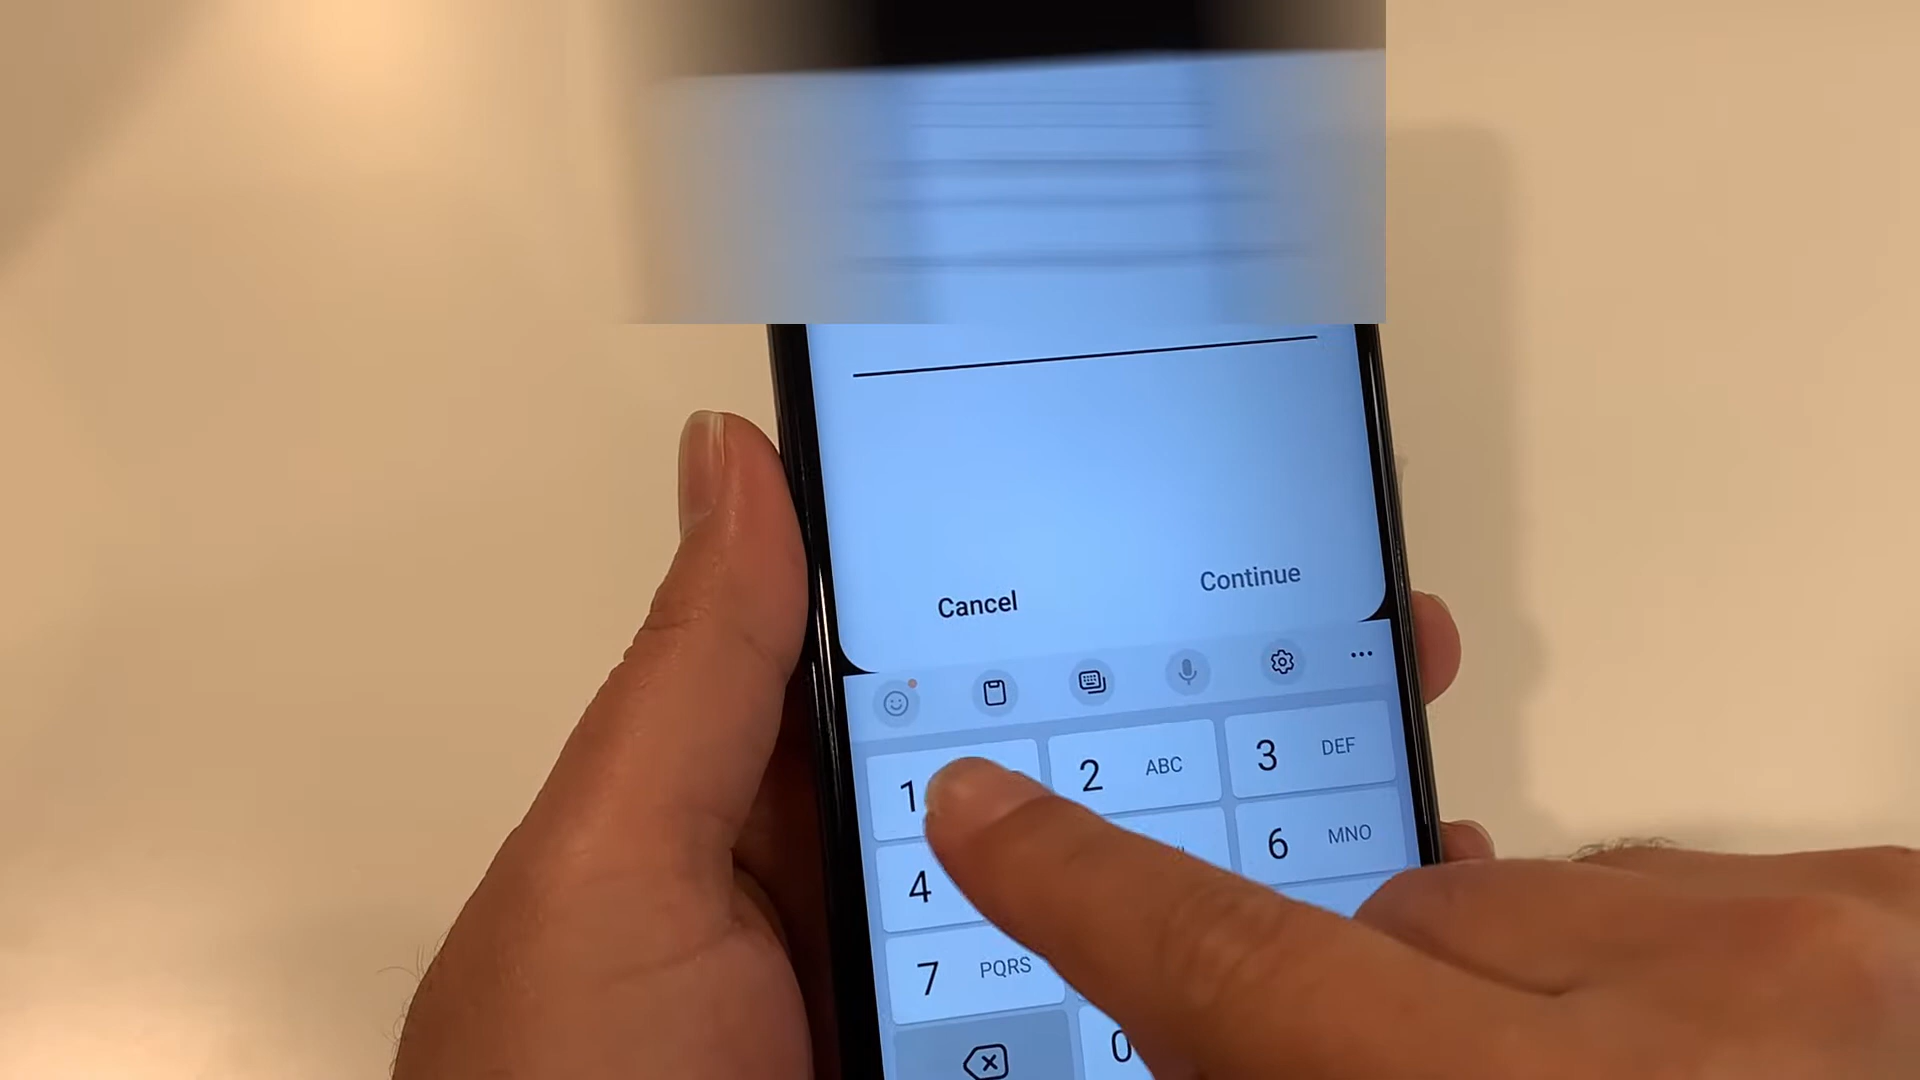 Cancel Continue
1 2 ABC 3 DEF
4 6 MNO
7 PQRS
0